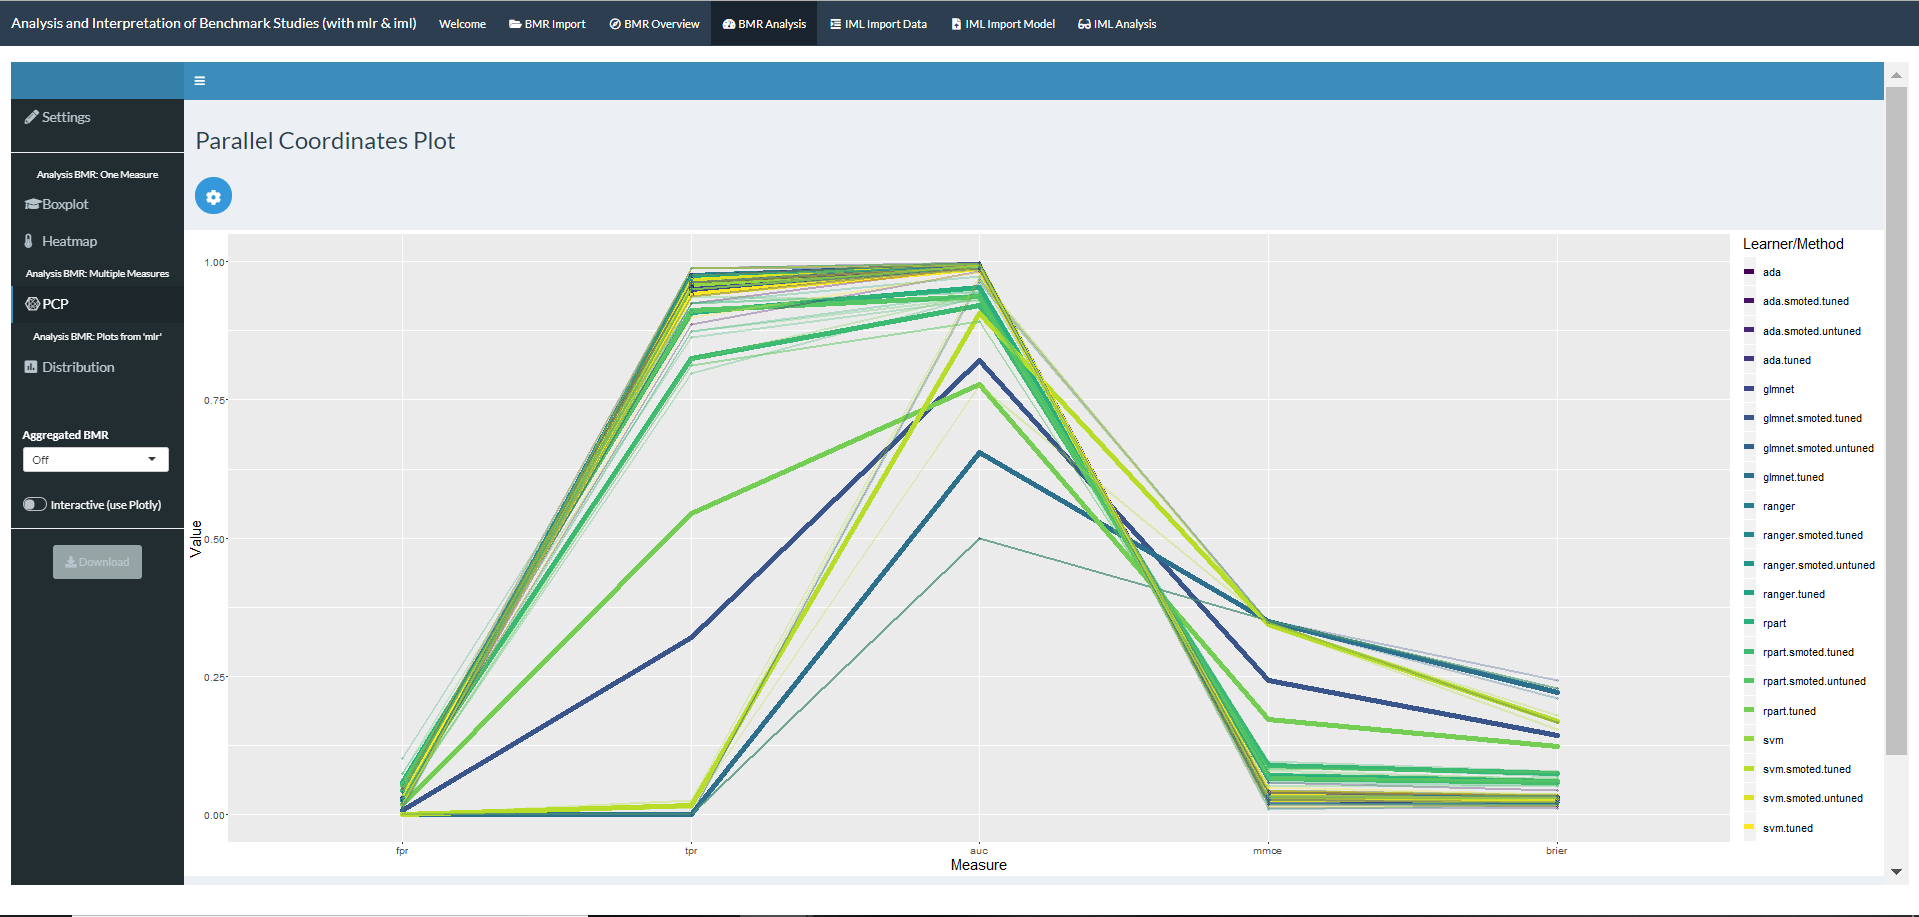 Analysis and Interpretation of Benchmark Studies (with mlr & iml) Welcome BMR Import BMR Overview BMR Analysis IML Import Data IML Import Model IML Analysis
Settings
Analysis BMR: One Measure
Boxplot
Heatmap
Analysis BMR: Multiple Measures
PCP
Analysis BMR: Plots from 'mlr'
Distribution
Aggregated BMR
Off
Interactive (use Plotly)
Download
Parallel Coordinates Plot
Value
1.00
0.75
0.50
0.25
0.00
fpr tpr auc mmce brier
Measure
Learner/Method
ada
ada.smoted.tuned
ada.smoted.untuned
ada.tuned
glmnet
glmnet.smoted.tuned
glmnet.smoted.untuned
glmnet.tuned
ranger
ranger.smoted.tuned
ranger.smoted.untuned
ranger.tuned
rpart
rpart.smoted.tuned
rpart.smoted.untuned
rpart.tuned
svm
svm.smoted.tuned
svm.smoted.untuned
svm.tuned